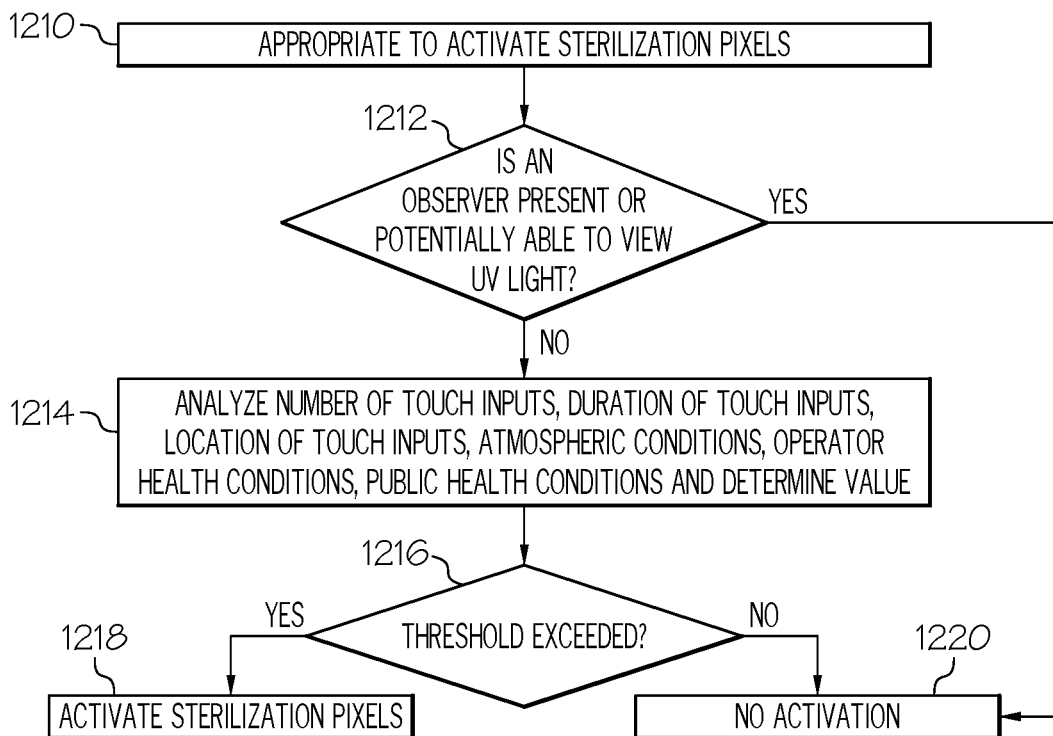 1210
APPROPRIATE TO ACTIVATE STERILIZATION PIXELS
1212
IS AN
OBSERVER PRESENT OR
POTENTIALLY ABLE TO VIEW
UV LIGHT?
YES
NO
1214
ANALYZE NUMBER OF TOUCH INPUTS, DURATION OF TOUCH INPUTS,
LOCATION OF TOUCH INPUTS, ATMOSPHERIC CONDITIONS, OPERATOR
HEALTH CONDITIONS, PUBLIC HEALTH CONDITIONS AND DETERMINE VALUE
1216
THRESHOLD EXCEEDED?
YES
NO
1218
ACTIVATE STERILIZATION PIXELS
1220
NO ACTIVATION